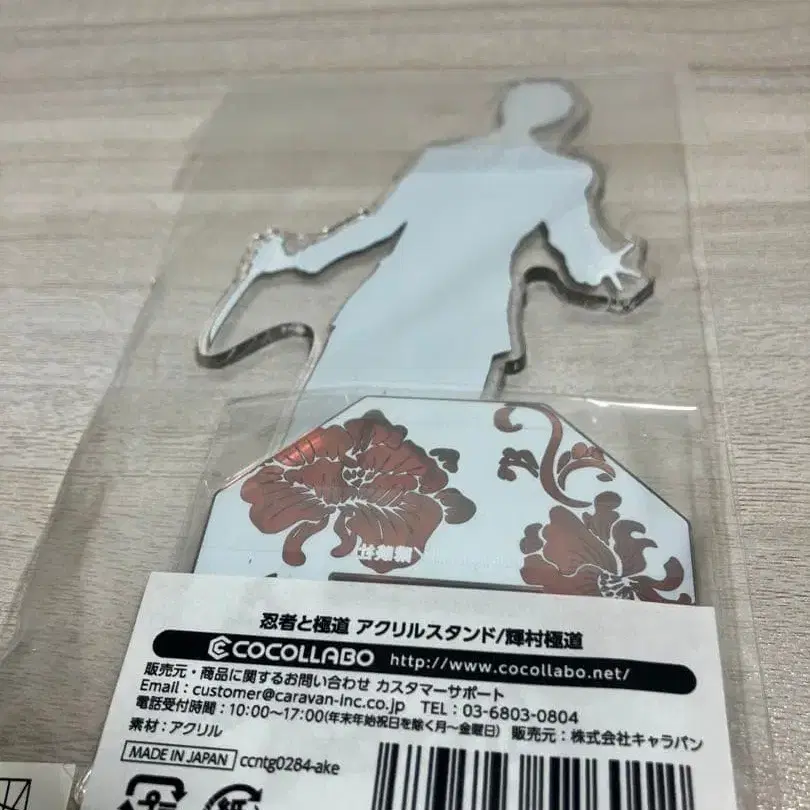 忍者と極道 アクリルスタンド/輝村極道
COCOLLABO http://www.cocollabo.net/
販売元・商品に関するお問い合わせ カスタマーサポート
Email : customer@caravan-inc.co.jp TEL : 03-6803-0804
電話受付時間 : 10:00〜17:00(年末年始祝日を除く月〜金曜日) 販売元 : 株式会社キャラバン
素材 : アクリル
MADE IN JAPAN ccntg0284-ake
紙